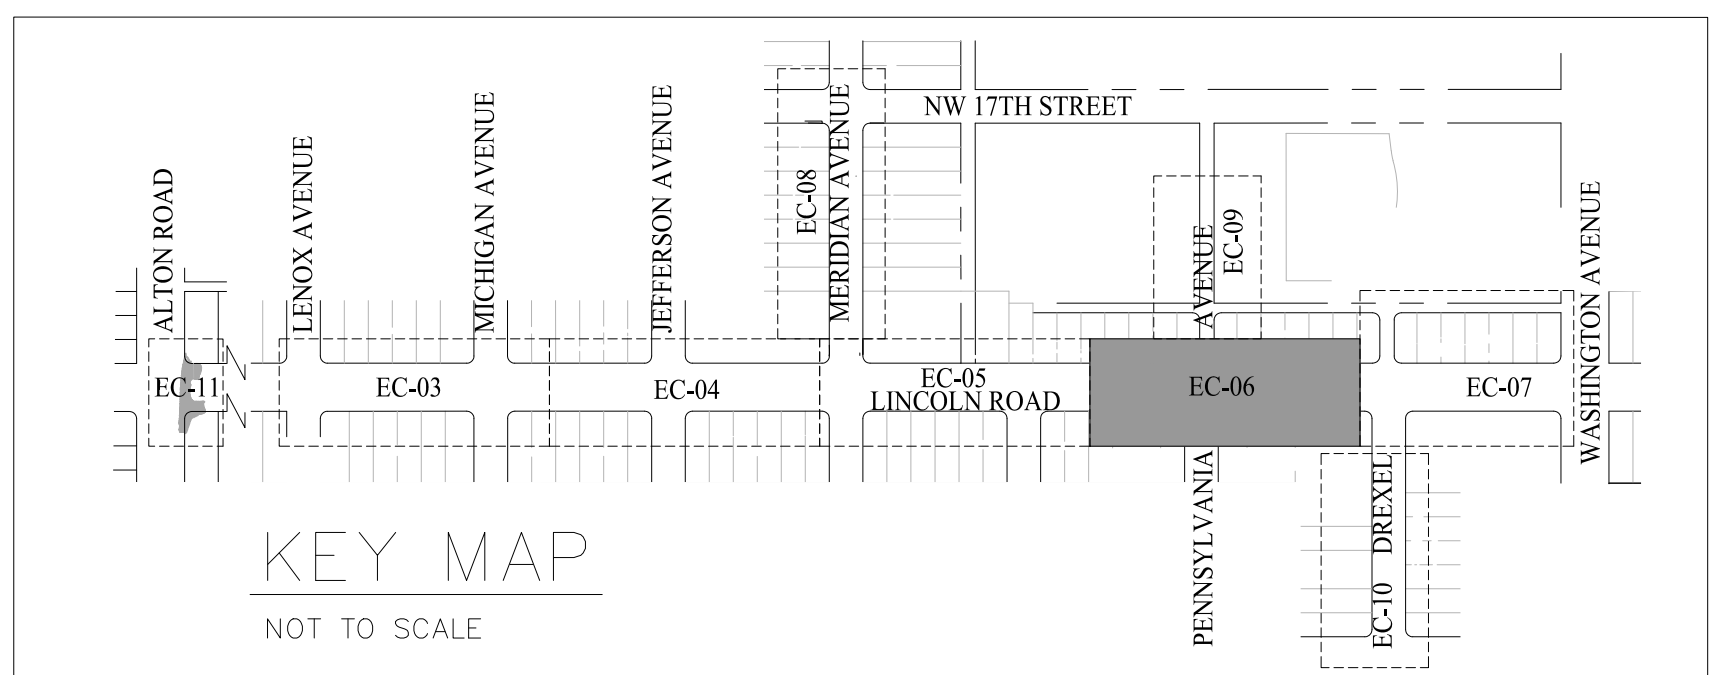 NW 17TH STREET
ALTON ROAD
LENOX AVENUE
MICHIGAN AVENUE
JEFFERSON AVENUE
EC-08
MERIDIAN AVENUE
AVENUE
EC-09
WASHINGTON AVENUE
EC-11
EC-03
EC-04
EC-05
LINCOLN ROAD
EC-06
EC-07
PENNSYLVANIA
EC-10 DREXEL
KEY MAP
NOT TO SCALE